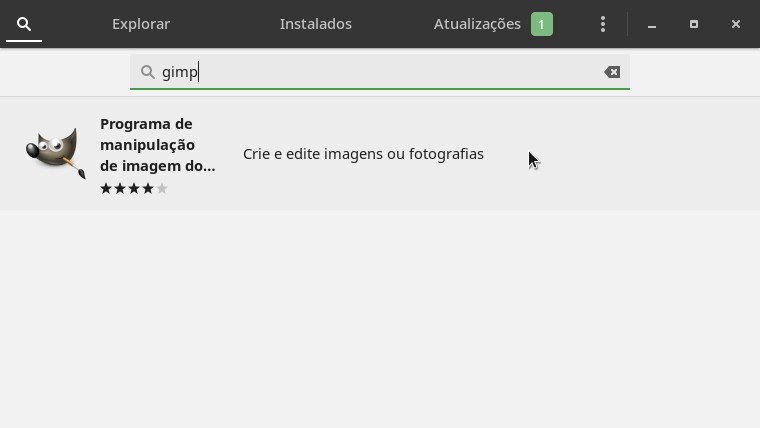 Explorar Instalados Atualizações 1
gimp
Programa de
manipulação
de imagem do...
Crie e edite imagens ou fotografias